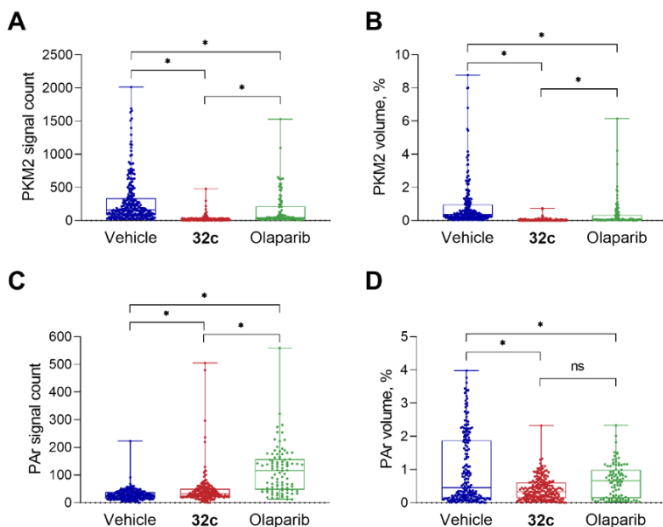 A
PKM2 signal count
2500
2000
1500
1000
500
0
*
*
*
Vehicle 32c Olaparib
B
PKM2 volume, %
10
8
6
4
2
0
*
*
*
Vehicle 32c Olaparib
C
PAr signal count
600
500
400
300
200
100
0
*
*
*
Vehicle 32c Olaparib
D
PAr volume, %
5
4
3
2
1
0
*
*
ns
Vehicle 32c Olaparib